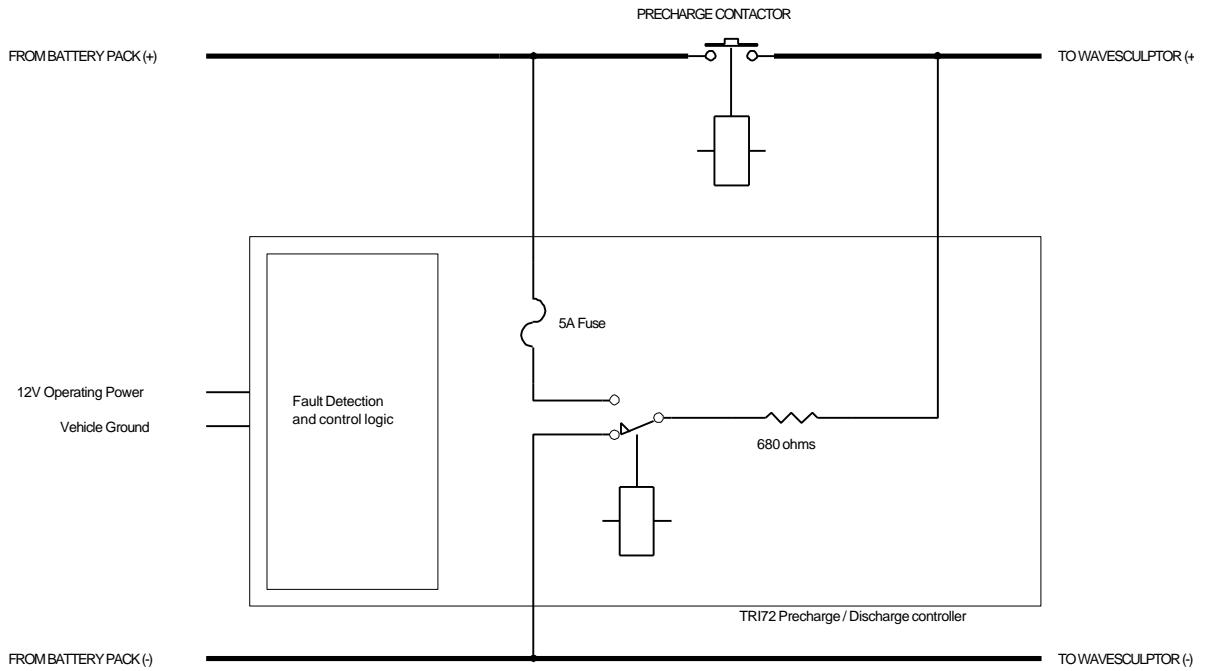 PRECHARGE CONTACTOR
FROM BATTERY PACK (+)
TO WAVESCULPTOR (+
5A Fuse
12V Operating Power
Fault Detection
and control logic
Vehicle Ground
680 ohms
TRI72 Precharge / Discharge controller
FROM BATTERY PACK (-)
TO WAVESCULPTOR (-)